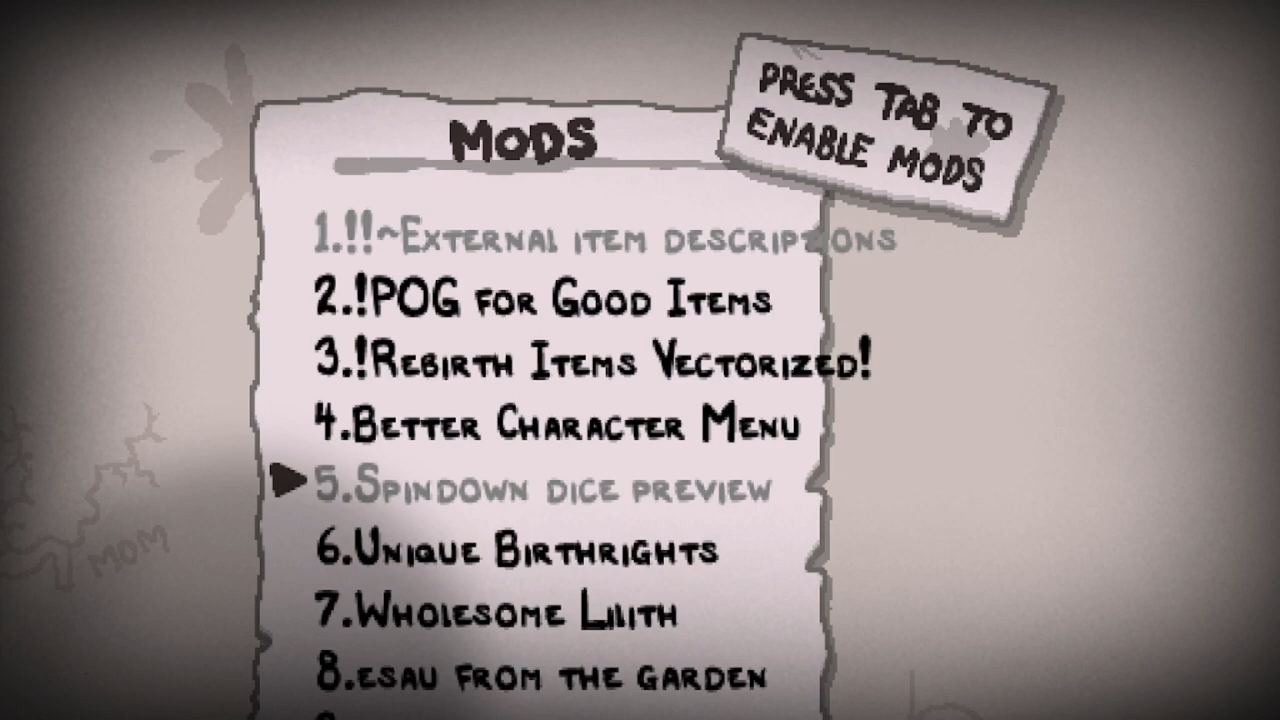 PRESS TAB TO
ENABLE MODS
MODS
1.!!~External item descriptions
2.!POG for Good Items
3.!Rebirth Items Vectorized!
4.Better Character Menu
5.Spindown dice preview
6.Unique Birthrights
7.Wholesome Lilith
8.esau from the garden
MOM